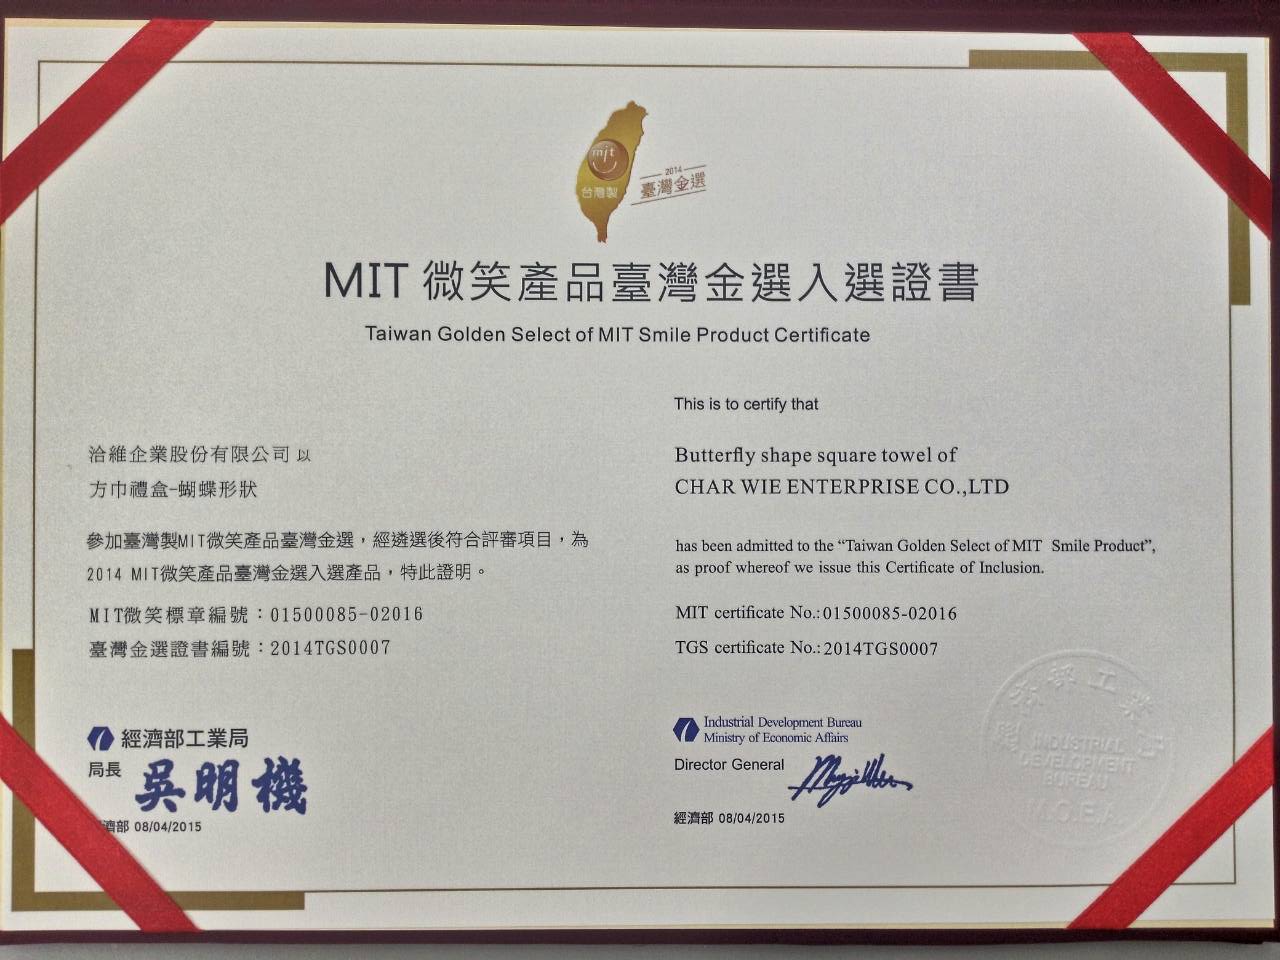 mit
台灣製
2014
臺灣金選
MIT 微笑產品臺灣金選入選證書
Taiwan Golden Select of MIT Smile Product Certificate
洽維企業股份有限公司 以
方巾禮盒-蝴蝶形狀
參加臺灣製MIT微笑產品臺灣金選，經遴選後符合評審項目，為
2014 MIT微笑產品臺灣金選入選產品，特此證明。
MIT微笑標章編號：01500085-02016
臺灣金選證書編號：2014TGS0007
經濟部工業局
局長 吳明機
濟部 08/04/2015
This is to certify that
Butterfly shape square towel of
CHAR WIE ENTERPRISE CO.,LTD
has been admitted to the “Taiwan Golden Select of MIT Smile Product”,
as proof whereof we issue this Certificate of Inclusion.
MIT certificate No.:01500085-02016
TGS certificate No.:2014TGS0007
Industrial Development Bureau
Ministry of Economic Affairs
Director General
經濟部 08/04/2015
INDUSTRIAL
DEVELOPMENT
BUREAU
M.O.E.A.